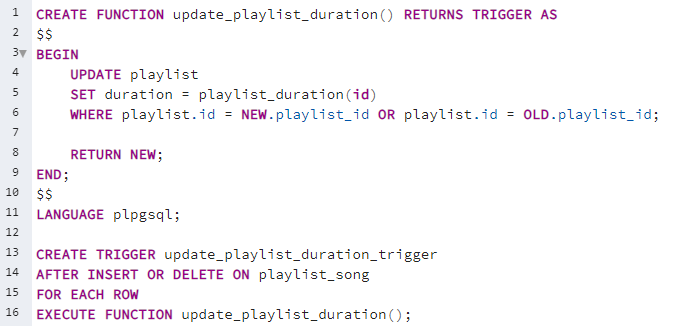 1 CREATE FUNCTION update_playlist_duration() RETURNS TRIGGER AS
2 $$
3 BEGIN
4     UPDATE playlist
5     SET duration = playlist_duration(id)
6     WHERE playlist.id = NEW.playlist_id OR playlist.id = OLD.playlist_id;
7
8     RETURN NEW;
9 END;
10 $$
11 LANGUAGE plpgsql;
12
13 CREATE TRIGGER update_playlist_duration_trigger
14 AFTER INSERT OR DELETE ON playlist_song
15 FOR EACH ROW
16 EXECUTE FUNCTION update_playlist_duration();